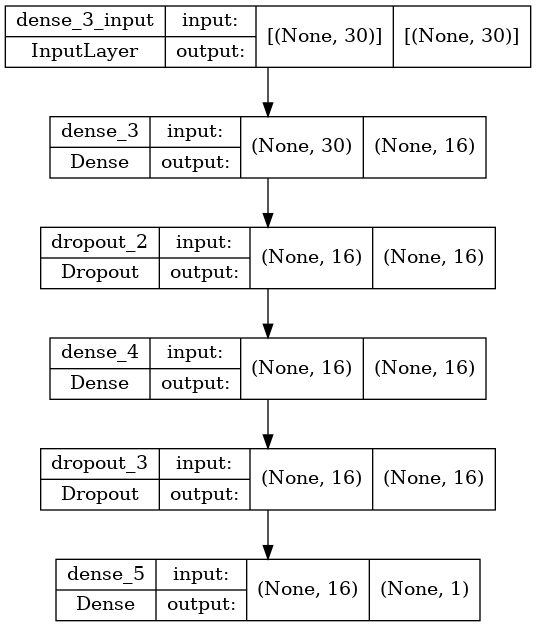 dense_3_input input: [(None, 30)] [(None, 30)]
InputLayer output:
dense_3 input: (None, 30) (None, 16)
Dense output:
dropout_2 input: (None, 16) (None, 16)
Dropout output:
dense_4 input: (None, 16) (None, 16)
Dense output:
dropout_3 input: (None, 16) (None, 16)
Dropout output:
dense_5 input: (None, 16) (None, 1)
Dense output: